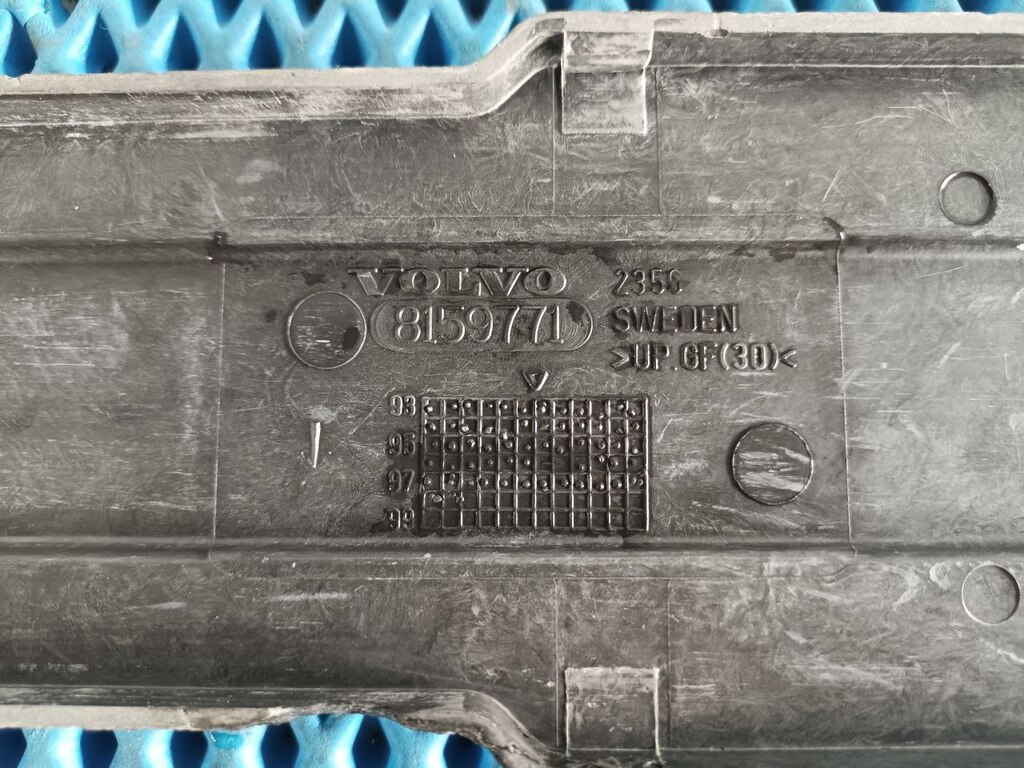 VOLVO
8159771
2356
SWEDEN
>UP.GF(30)<
93
95
97
99